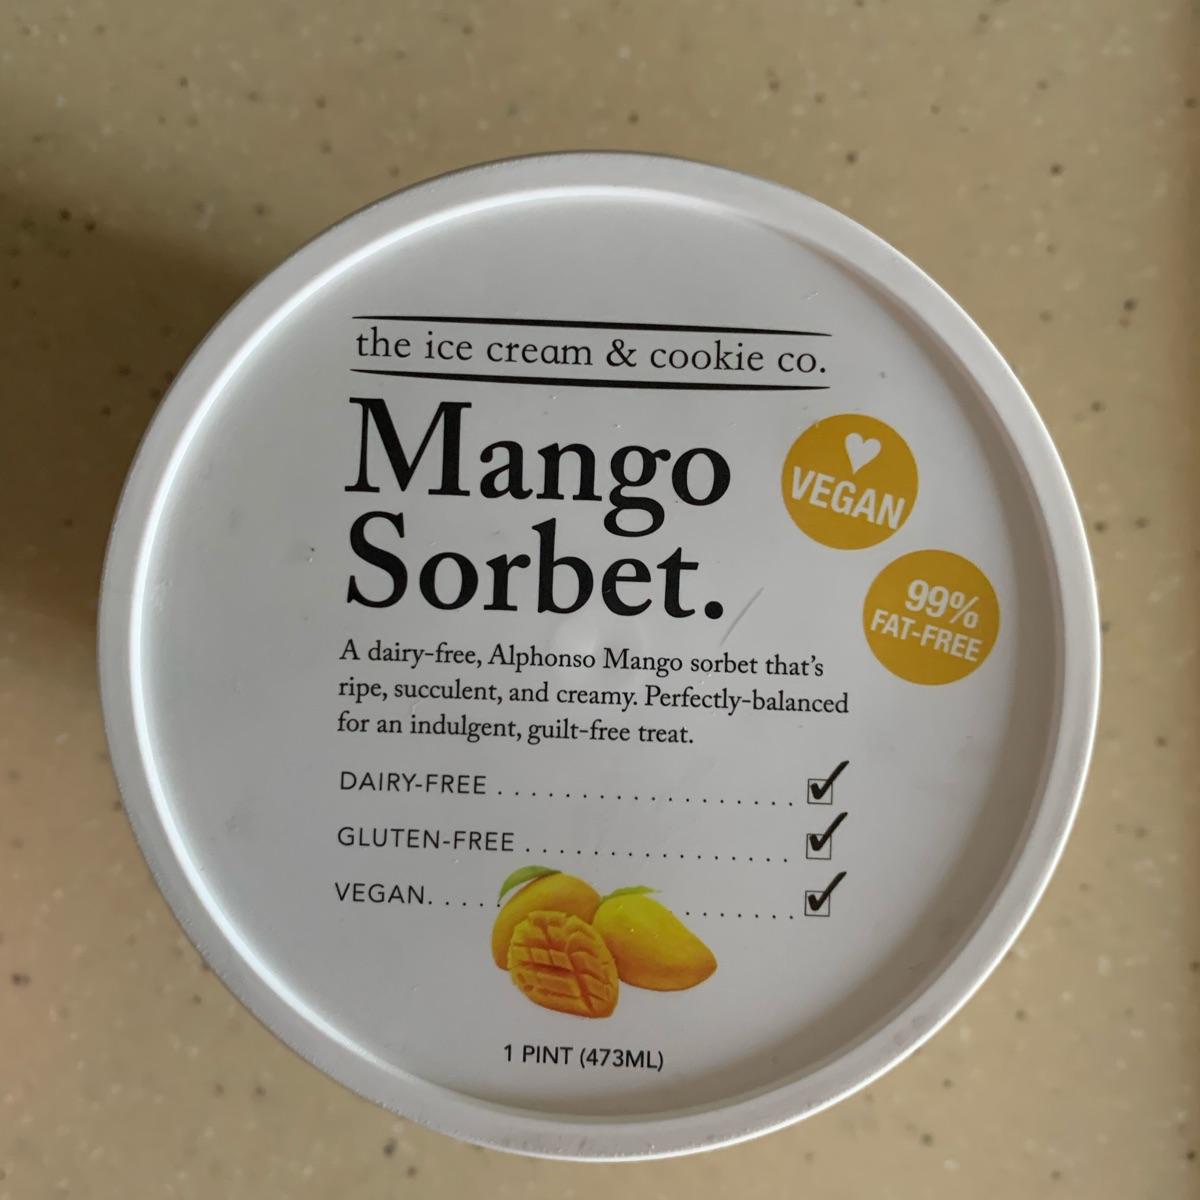 the ice cream & cookie co.
Mango
Sorbet.
VEGAN
99%
FAT-FREE
A dairy-free, Alphonso Mango sorbet that's
ripe, succulent, and creamy. Perfectly-balanced
for an indulgent, guilt-free treat.
DAIRY-FREE
GLUTEN-FREE
VEGAN
1 PINT (473ML)